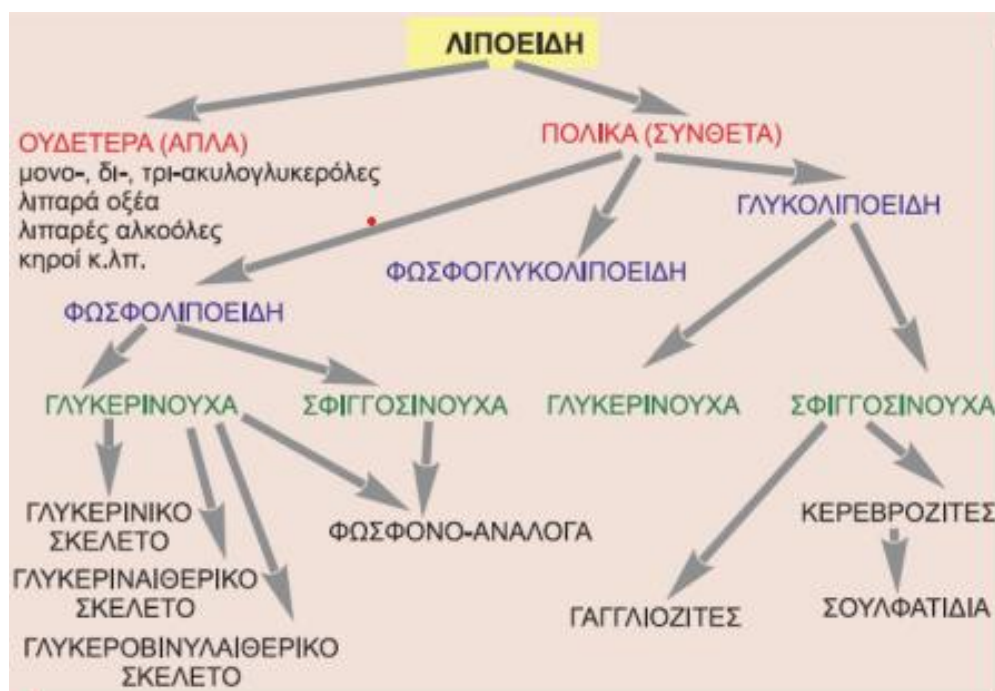 ΛΙΠΟΕΙΔΗ
ΟΥΔΕΤΕΡΑ (ΑΠΛΑ)
μονο-, δι-, τρι-ακυλογλυκερόλες
λιπαρά οξέα
λιπαρές αλκοόλες
κηροί κ.λπ.
ΠΟΛΙΚΑ (ΣΥΝΘΕΤΑ)
ΓΛΥΚΟΛΙΠΟΕΙΔΗ
ΦΩΣΦΟΓΛΥΚΟΛΙΠΟΕΙΔΗ
ΦΩΣΦΟΛΙΠΟΕΙΔΗ
ΓΛΥΚΕΡΙΝΟΥΧΑ
ΣΦΙΓΓΟΣΙΝΟΥΧΑ
ΓΛΥΚΕΡΙΝΟΥΧΑ
ΣΦΙΓΓΟΣΙΝΟΥΧΑ
ΓΛΥΚΕΡΙΝΙΚΟ
ΣΚΕΛΕΤΟ
ΓΛΥΚΕΡΙΝΑΙΘΕΡΙΚΟ
ΣΚΕΛΕΤΟ
ΓΛΥΚΕΡΟΒΙΝΥΛΑΙΘΕΡΙΚΟ
ΣΚΕΛΕΤΟ
ΦΩΣΦΟΝΟ-ΑΝΑΛΟΓΑ
ΚΕΡΕΒΡΟΖΙΤΕΣ
ΓΑΓΓΛΙΟΖΙΤΕΣ
ΣΟΥΛΦΑΤΙΔΙΑ